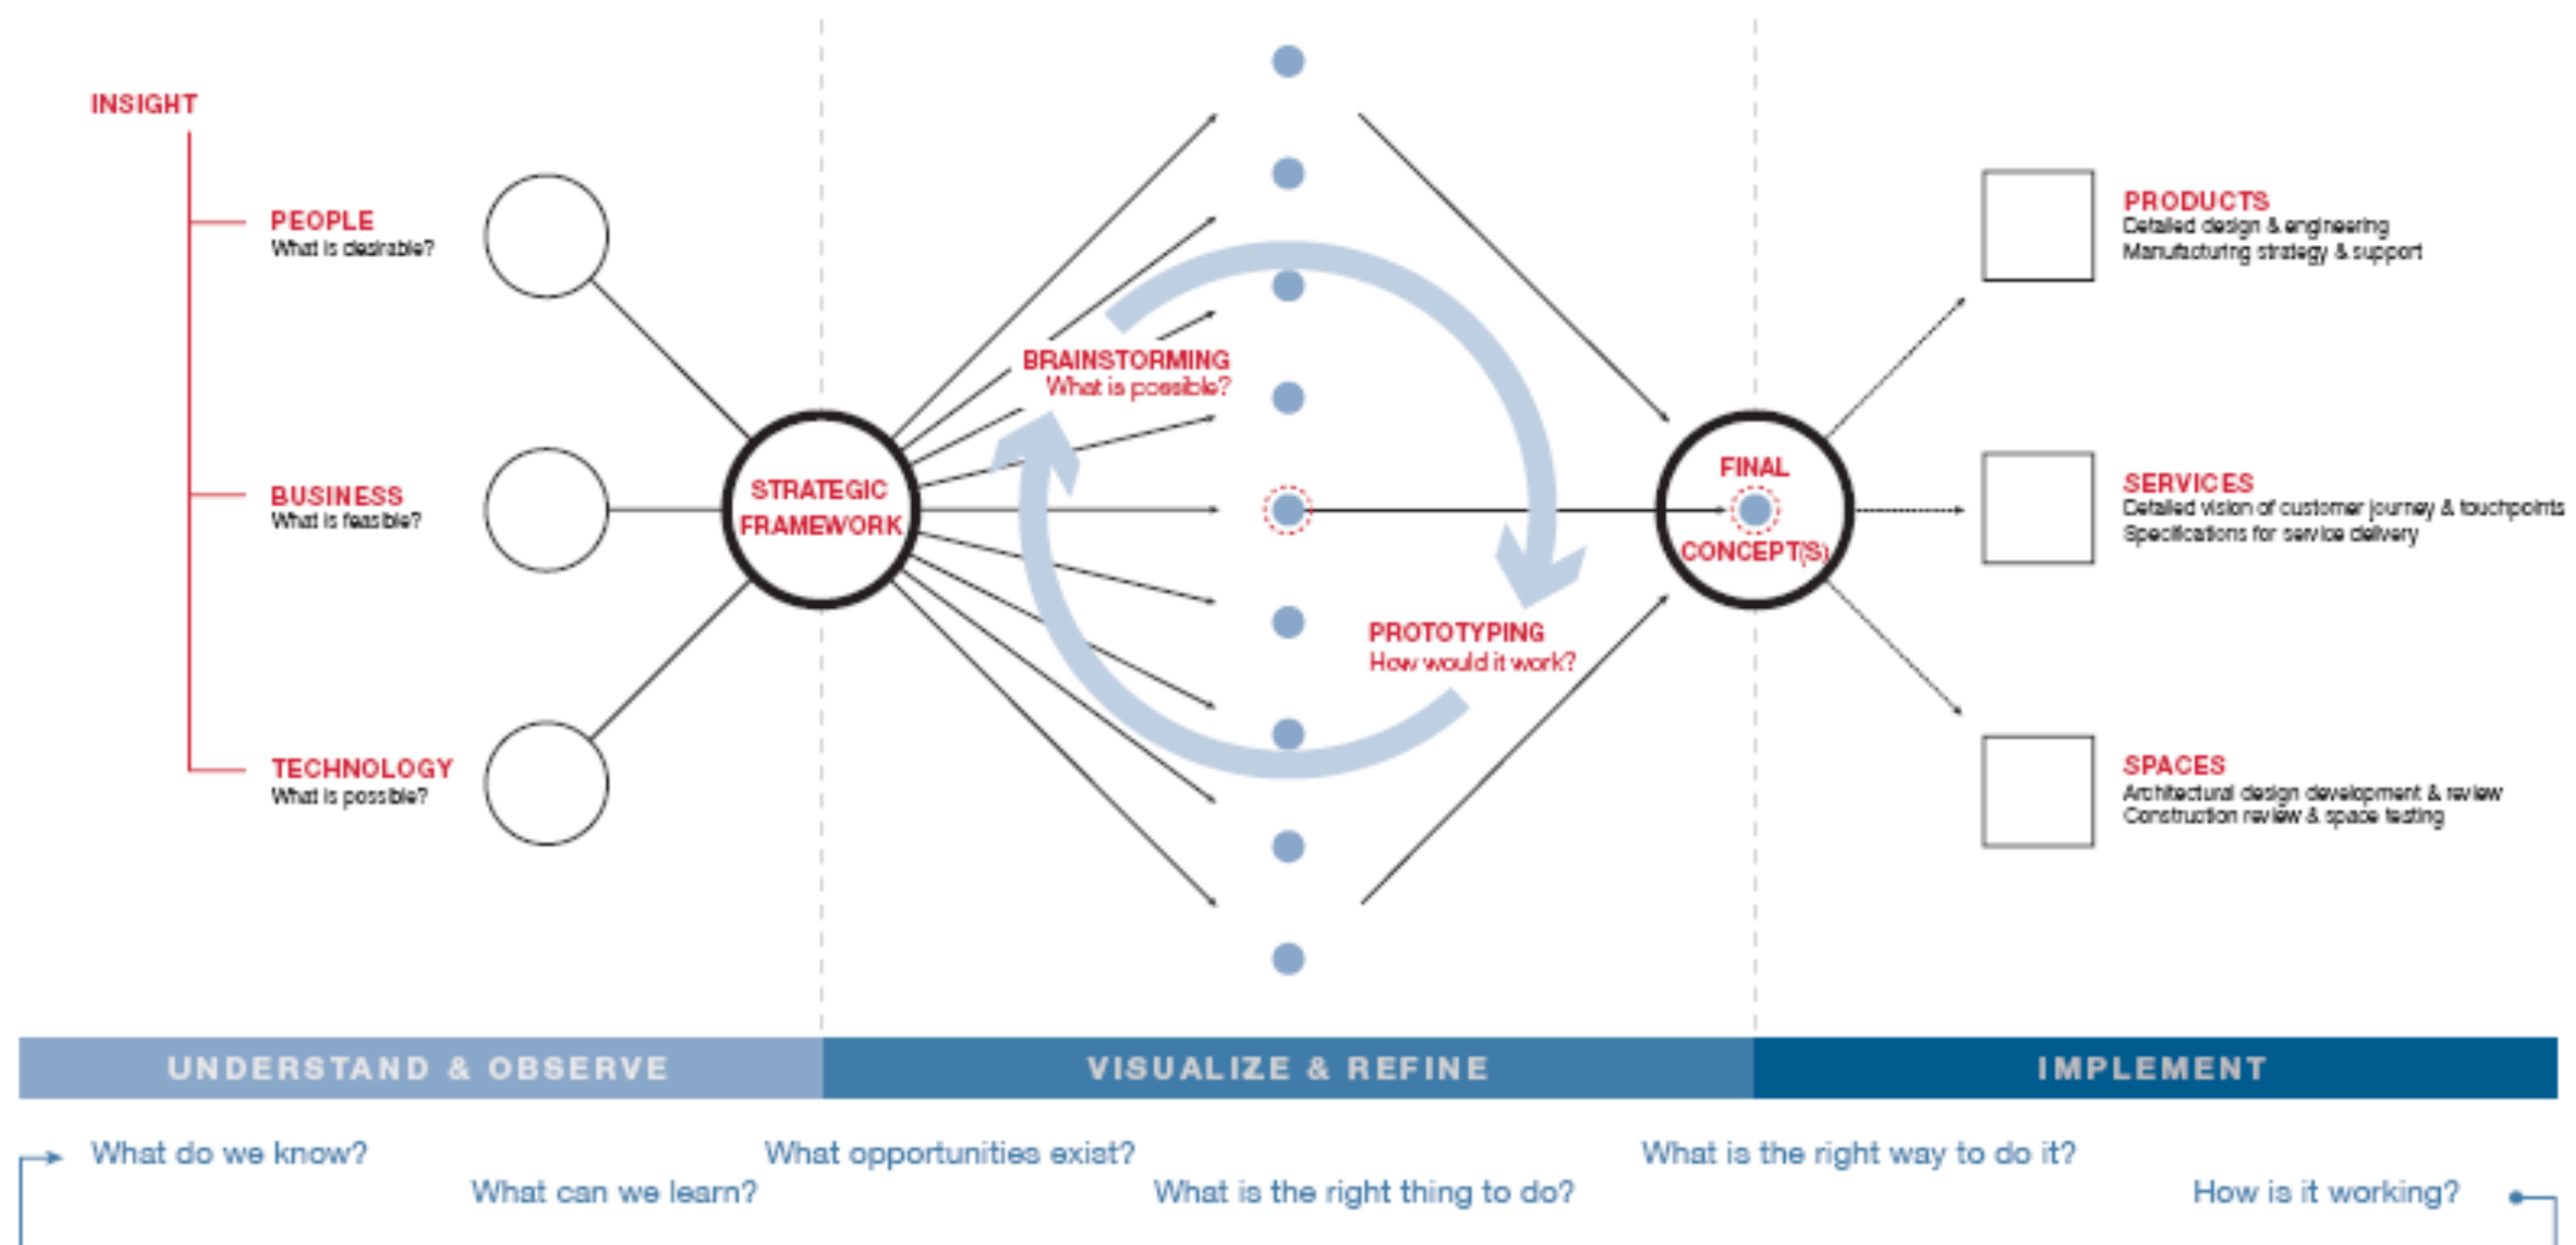 INSIGHT
PEOPLE
What is desirable?
BUSINESS
What is feasible?
TECHNOLOGY
What is possible?
STRATEGIC
FRAMEWORK
BRAINSTORMING
What is possible?
PROTOTYPING
How would it work?
FINAL
CONCEPT(S)
PRODUCTS
Detailed design & engineering
Manufacturing strategy & support
SERVICES
Detailed vision of customer journey & touchpoints
Specifications for service delivery
SPACES
Architectural design development & review
Construction review & space testing
UNDERSTAND & OBSERVE
VISUALIZE & REFINE
IMPLEMENT
What do we know?
What can we learn?
What opportunities exist?
What is the right thing to do?
What is the right way to do it?
How is it working?